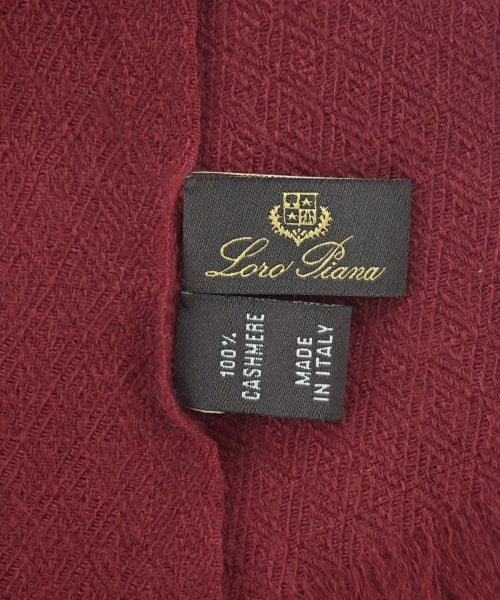 Loro Piana
100%
CASHMERE
MADE
IN ITALY